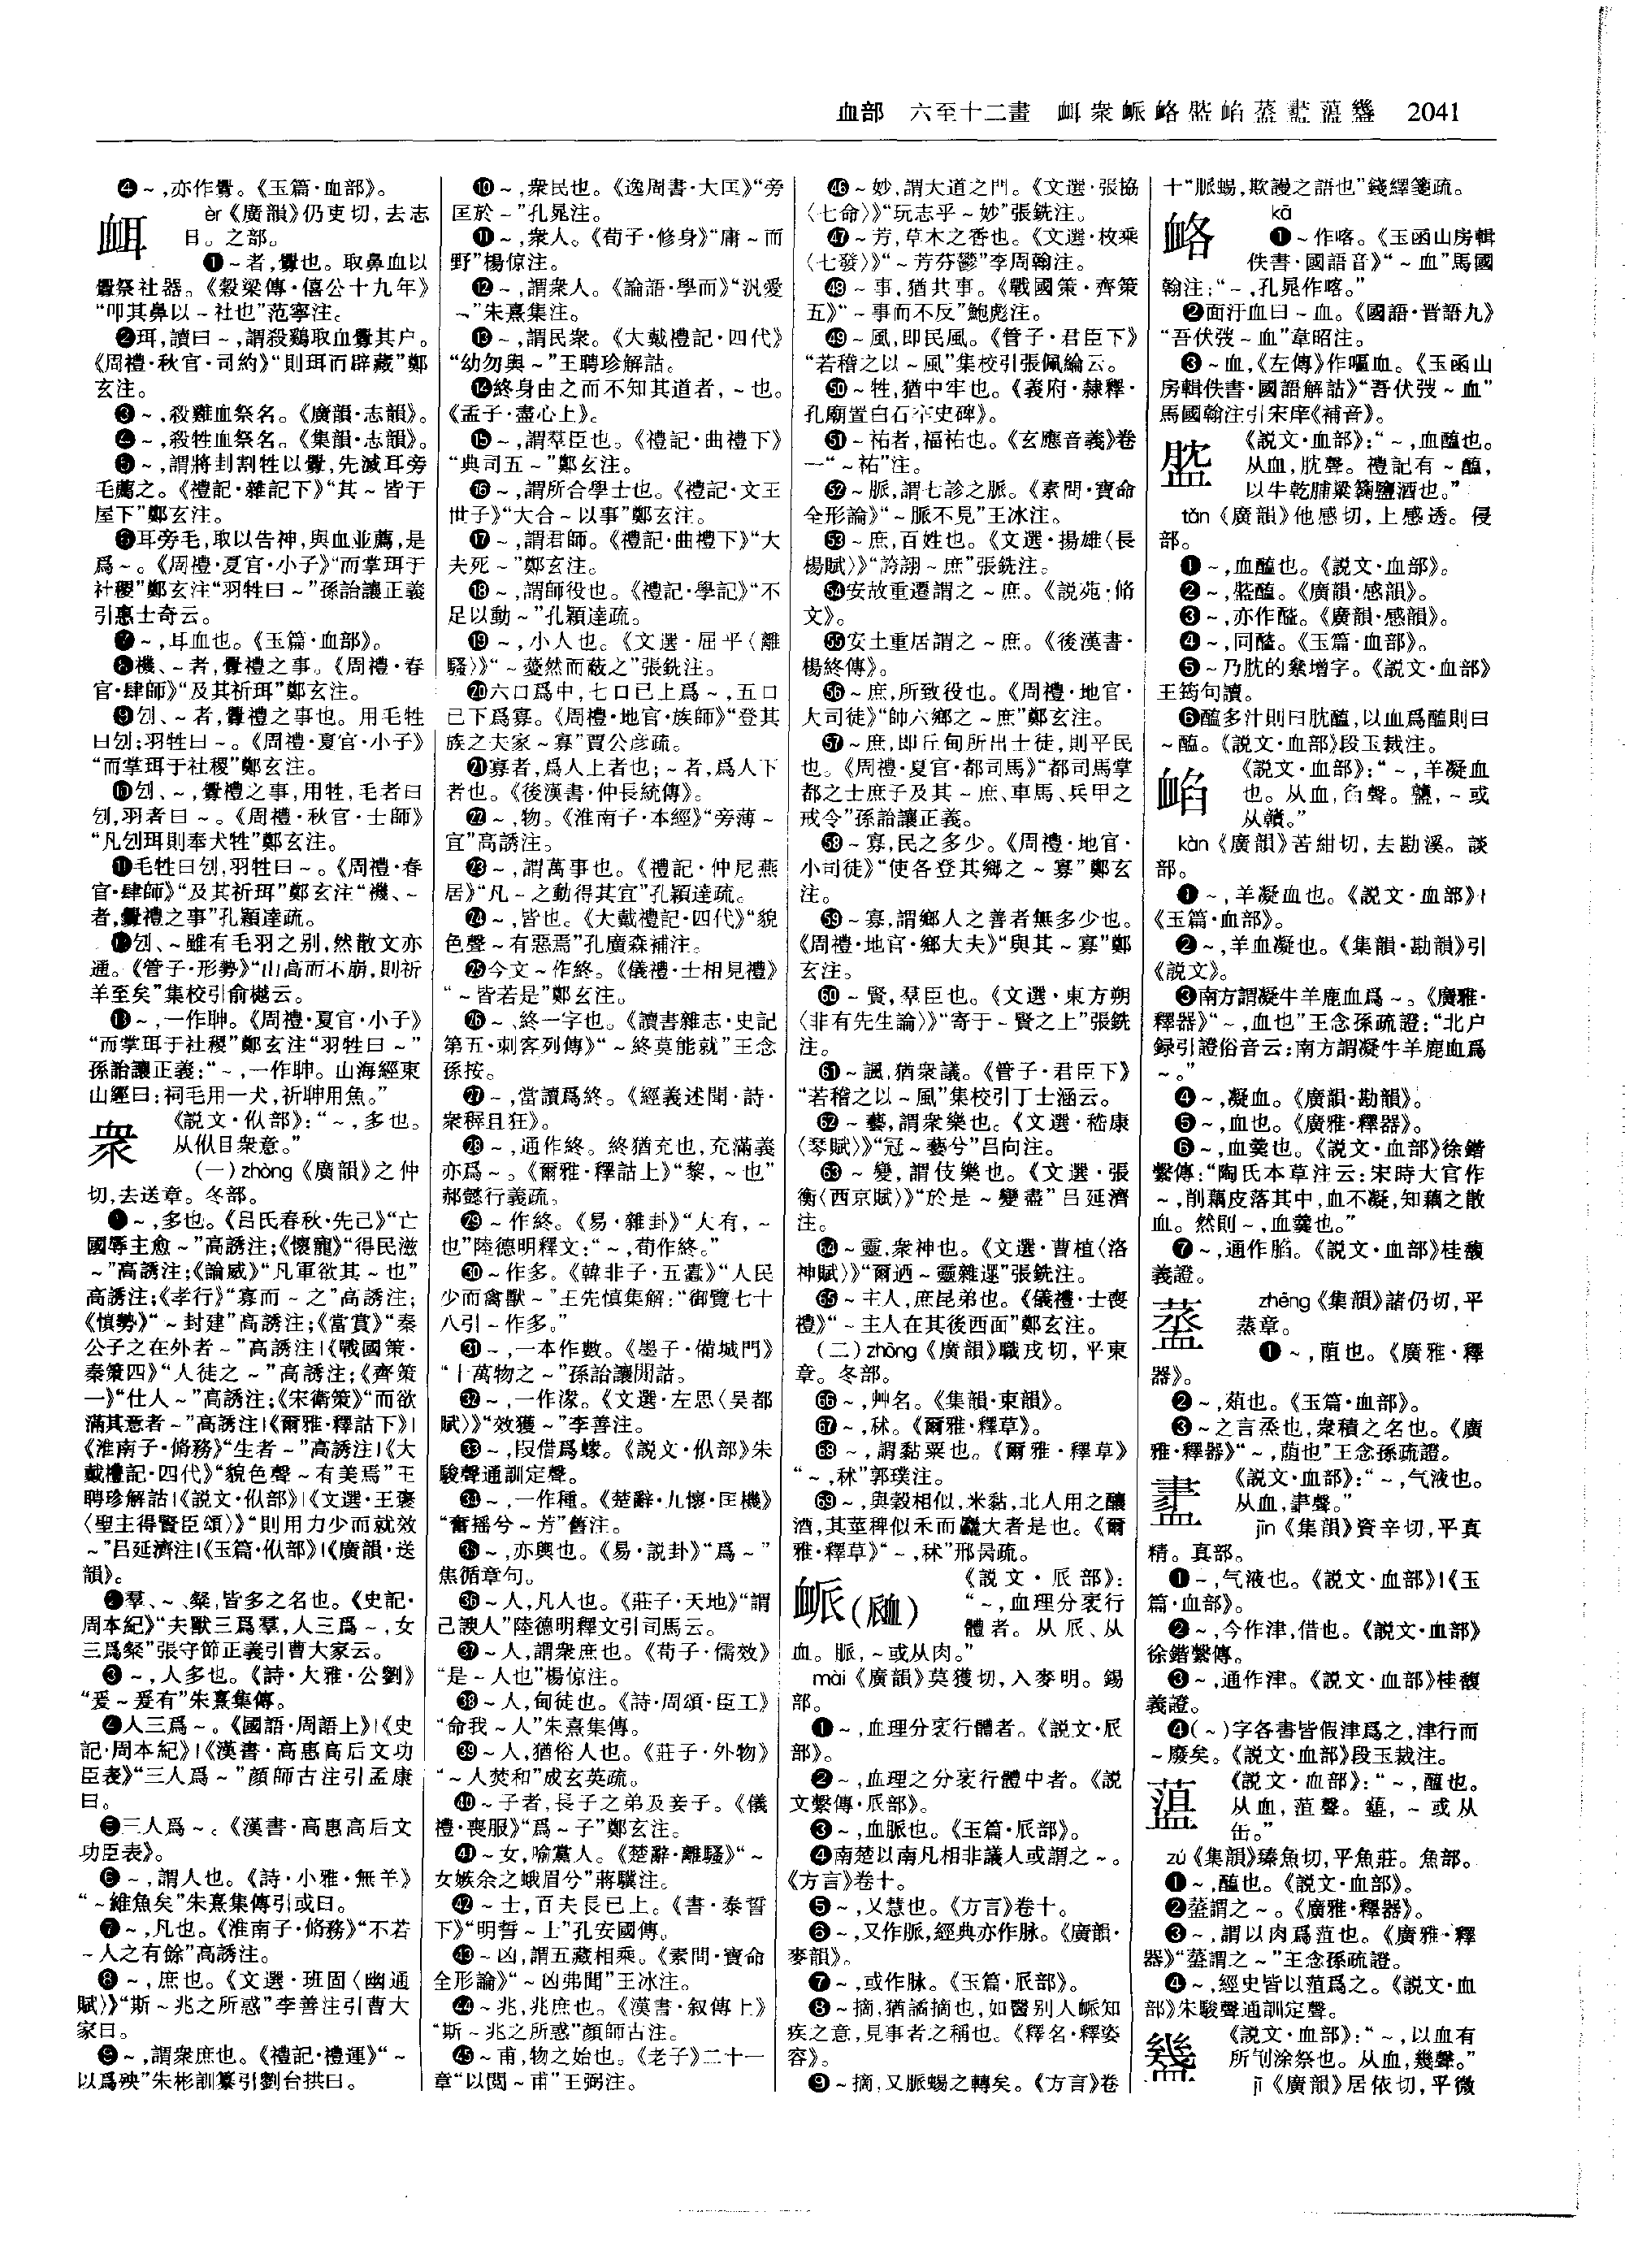 血部　六至十二畫　衈衆衇衉䘓衋𧗕䘔2041
❹～,亦作釁。《玉篇·血部》。
衈
èr《廣韻》仍吏切,去志
日。之部。
❶～者,釁也。取鼻血以
釁祭社器。《穀梁傳·僖公十九年》
“叩其鼻以～社也”范寧注。
❷珥,讀曰～,謂殺鷄取血釁其户。
《周禮·秋官·司約》“則珥而辟藏”鄭
玄注。
❸～,殺雞血祭名。《廣韻·志韻》。
❹～,殺牲血祭名。《集韻·志韻》。
❺～,謂將刲割牲以釁,先滅耳旁
毛薦之。《禮記·雜記下》“其～皆于
屋下”鄭玄注。
❻耳旁毛,取以告神,與血並薦,是
爲～。《周禮·夏官·小子》“而掌珥于
社稷”鄭玄注“羽牲曰～”孫詒讓正義
引惠士奇云。
❼～,耳血也。《玉篇·血部》。
❽機、～者,釁禮之事。《周禮·春
官·肆師》“及其祈珥”鄭玄注。
❾刉、～者,釁禮之事也。用毛牲
曰刉;羽牲曰～。《周禮·夏官·小子》
“而掌珥于社稷”鄭玄注。
❿刉、～,釁禮之事,用牲,毛者曰
刉,羽者曰～。《周禮·秋官·士師》
“凡刉珥則奉犬牲”鄭玄注。
⓫毛牲曰刉,羽牲曰～。《周禮·春
官·肆師》“及其祈珥”鄭玄注“禨、～
者,釁禮之事”孔穎達疏。
⓬刉、～雖有毛羽之别,然散文亦
通。《管子·形勢》“山高而不崩,則祈
羊至矣”集校引俞樾云。
⓭～,一作䎶。《周禮·夏官·小子》
“而掌珥于社稷”鄭玄注“羽牲曰～”
孫詒讓正義:“～,一作䎶。山海經東
山經曰:祠毛用一犬,祈䎶用魚。”
衆
《説文·㐺部》:“～,多也。
从㐺目衆意。”
(一)zhòng《廣韻》之仲
切,去送章。冬部。
❶～,多也。《吕氏春秋·先己》“亡
國辱主愈～”高誘注;《懷寵》“得民滋
～”高誘注;《論威》“凡軍欲其～也”
高誘注;《孝行》“寡而～之”高誘注;
《慎勢》“～封建”高誘注;《當賞》“秦
公子之在外者～”高誘注|《戰國策·
秦策四》“人徒之～”高誘注;《齊策
一》“仕人～”高誘注;《宋衛策》“而欲
滿其意者～”高誘注|《爾雅·釋詁下》|
《淮南子·脩務》“生者～”高誘注|《大
戴禮記·四代》“貌色聲～有美焉”王
聘珍解詁|《説文·㐺部》|《文選·王褒
〈聖主得賢臣頌〉》“則用力少而就效
～”吕延濟注|《玉篇·㐺部》|《廣韻·送
韻》。
❷羣、～、粲,皆多之名也。《史記·
周本紀》“夫獸三爲羣,人三爲～,女
三爲粲”張守節正義引曹大家云。
❸～,人多也。《詩·大雅·公劉》
“爰～爰有”朱熹集傳。
❹人三爲～。《國語·周語上》|《史
記·周本紀》|《漢書·高惠高后文功
臣表》“三人爲～”顔師古注引孟康
曰。
❺三人爲～。《漢書·高惠高后文
功臣表》。
❻～,謂人也。《詩·小雅·無羊》
“～維魚矣”朱熹集傳引或曰。
❼～,凡也。《淮南子·脩務》“不若
～人之有餘”高誘注。
❽～,庶也。《文選·班固〈幽通
賦〉》“斯～兆之所惑”李善注引曹大
家曰。
❾～,謂衆庶也。《禮記·禮運》“～
以爲殃”朱彬訓纂引劉台拱曰。
❿～,衆民也。《逸周書·大匡》“旁
匡於～”孔晁注。
⓫～,衆人。《荀子·修身》“庸～而
野”楊倞注。
⓬～,謂衆人。《論語·學而》“汎愛
～”朱熹集注。
⓭～,謂民衆。《大戴禮記·四代》
“幼勿與～”王聘珍解詁。
⓮終身由之而不知其道者,～也。
《孟子·盡心上》。
⓯～,謂羣臣也。《禮記·曲禮下》
“典司五～”鄭玄注。
⓰～,謂所合學士也。《禮記·文王
世子》“大合～以事”鄭玄注。
⓱～,謂君師。《禮記·曲禮下》“大
夫死～”鄭玄注。
⓲～,謂師役也。《禮記·學記》“不
足以動～”孔穎達疏。
⓳～,小人也。《文選·屈平〈離
騷〉》“～薆然而蔽之”張銑注。
⓴六口爲中,七口已上爲～,五口
已下爲寡。《周禮·地官·族師》“登其
族之夫家～寡”賈公彦疏。
㉑寡者,爲人上者也;～者,爲人下
者也。《後漢書·仲長統傳》。
㉒～,物。《淮南子·本經》“旁薄～
宜”高誘注。
㉓～,謂萬事也。《禮記·仲尼燕
居》“凡～之動得其宜”孔穎達疏。
㉔～,皆也。《大戴禮記·四代》“貌
色聲～有惡焉”孔廣森補注。
㉕今文～作終。《儀禮·士相見禮》
“～皆若是”鄭玄注。
㉖～、終一字也。《讀書雜志·史記
第五·刺客列傳》“～終莫能就”王念
孫按。
㉗～,當讀爲終。《經義述聞·詩·
衆穉且狂》。
㉘～,通作終。終猶充也,充滿義
亦爲～。《爾雅·釋詁上》“黎,～也”
郝懿行義疏。
㉙～作終。《易·雜卦》“大有,～
也”陸德明釋文:“～,荀作終。”
㉚～作多。《韓非子·五蠹》“人民
少而禽獸～”王先慎集解:“御覽七十
八引～作多。”
㉛～,一本作數。《墨子·備城門》
“十萬物之～”孫詒讓閒詁。
㉜～,一作潨。《文選·左思〈吴都
賦〉》“效獲～”李善注。
㉝～,叚借爲螽。《説文·㐺部》朱
駿聲通訓定聲。
㉞～,一作種。《楚辭·九懷·匡機》
“奮摇兮～芳”舊注。
㉟～,亦輿也。《易·説卦》“爲～”
焦循章句。
㊱～人,凡人也。《莊子·天地》“謂
己諛人”陸德明釋文引司馬云。
㊲～人,謂衆庶也。《荀子·儒效》
“是～人也”楊倞注。
㊳～人,甸徒也。《詩·周頌·臣工》
“命我～人”朱熹集傳。
㊴～人,猶俗人也。《莊子·外物》
“～人焚和”成玄英疏。
㊵～子者,長子之弟及妾子。《儀
禮·喪服》“爲～子”鄭玄注。
㊶～女,喻黨人。《楚辭·離騷》“～
女嫉余之蛾眉兮”蔣驥注。
㊷～士,百夫長已上。《書·泰誓
下》“明誓～士”孔安國傳。
㊸～凶,謂五藏相乘。《素問·寶命
全形論》“～凶弗聞”王冰注。
㊹～兆,兆庶也。《漢書·叙傳上》
“斯～兆之所惑”顔師古注。
㊺～甫,物之始也。《老子》二十一
章“以閲～甫”王弼注。
㊻～妙,謂大道之門。《文選·張協
〈七命〉》“玩志乎～妙”張銑注。
㊼～芳,草木之香也。《文選·枚乘
〈七發〉》“～芳芬鬱”李周翰注。
㊽～事,猶共事。《戰國策·齊策
五》“～事而不反”鮑彪注。
㊾～風,即民風。《管子·君臣下》
“若稽之以～風”集校引張佩綸云。
㊿～牲,猶中牢也。《義府·隸釋·
孔廟置白石卒史碑》。
51～祐者,福祐也。《玄應音義》卷
一“～祐”注。
52～脈,謂七診之脈。《素問·寶命
全形論》“～脈不見”王冰注。
53～庶,百姓也。《文選·揚雄〈長
楊賦〉》“誇詡～庶”張銑注。
54安故重遷謂之～庶。《説苑·脩
文》。
55安土重居謂之～庶。《後漢書·
楊終傳》。
56～庶,所致役也。《周禮·地官·
大司徒》“帥六鄉之～庶”鄭玄注。
57～庶,即丘甸所出士徒,則平民
也。《周禮·夏官·都司馬》“都司馬掌
都之士庶子及其～庶、車馬、兵甲之
戒令”孫詒讓正義。
58～寡,民之多少。《周禮·地官·
小司徒》“使各登其鄉之～寡”鄭玄
注。
59～寡,謂鄉人之善者無多少也。
《周禮·地官·鄉大夫》“與其～寡”鄭
玄注。
60～賢,羣臣也。《文選·東方朔
〈非有先生論〉》“寄于～賢之上”張銑
注。
61～諷,猶衆議。《管子·君臣下》
“若稽之以～風”集校引丁士涵云。
62～藝,謂衆樂也。《文選·嵇康
〈琴賦〉》“冠～藝兮”吕向注。
63～變,謂伎樂也。《文選·張
衡〈西京賦〉》“於是～變盡”吕延濟
注。
64～靈,衆神也。《文選·曹植〈洛
神賦〉》“爾迺～靈雜遝”張銑注。
65～主人,庶昆弟也。《儀禮·士喪
禮》“～主人在其後西面”鄭玄注。
(二)zhōng《廣韻》職戎切,平東
章。冬部。
66～,艸名。《集韻·東韻》。
67～,秫。《爾雅·釋草》。
68～,謂黏粟也。《爾雅·釋草》
“～,秫”郭璞注。
69～,與穀相似,米黏,北人用之釀
酒,其莖稗似禾而麤大者是也。《爾
雅·釋草》“～,秫”邢昺疏。
衇(𧖴)
《説文·𠂢部》:
“～,血理分衺行
體者。从𠂢、从
血。脈,～或从肉。”
mài《廣韻》莫獲切,入麥明。錫
部。
❶～,血理分衺行體者。《説文·𠂢
部》。
❷～,血理之分衺行體中者。《説
文繫傳·𠂢部》。
❸～,血脈也。《玉篇·𠂢部》。
❹南楚以南凡相非議人或謂之～。
《方言》卷十。
❺～,又慧也。《方言》卷十。
❻～,又作脈,經典亦作脉。《廣韻·
麥韻》。
❼～,或作脉。《玉篇·𠂢部》。
❽～摘,猶譎摘也,如醫别人衇知
疾之意,見事者之稱也。《釋名·釋姿
容》。
❾～摘,又脈蜴之轉矣。《方言》卷
十“脈蜴,欺謾之語也”錢繹箋疏。
衉
kā
❶～作喀。《玉函山房輯
佚書·國語音》“～血”馬國
翰注:“～,孔晁作喀。”
❷面汙血曰～血。《國語·晋語九》
“吾伏弢～血”韋昭注。
❸～血,《左傳》作嘔血。《玉函山
房輯佚書·國語解詁》“吾伏弢～血”
馬國翰注引宋庠《補音》。
《説文·血部》:“～,血醢也。
从血,肬聲。禮記有～醢,
以牛乾脯粱䴷鹽酒也。”
tǎn《廣韻》他感切,上感透。侵
部。
❶～,血醢也。《説文·血部》。
❷～,䏙醢。《廣韻·感韻》。
❸～,亦作醓。《廣韻·感韻》。
❹～,同醓。《玉篇·血部》。
❺～乃肬的絫增字。《説文·血部》
王筠句讀。
❻醢多汁則曰肬醢,以血爲醢則曰
～醢。《説文·血部》段玉裁注。
衉
《説文·血部》:“～,羊凝血
也。从血,臽聲。䘓,～或
从贛。”
kàn《廣韻》苦紺切,去勘溪。談
部。
❶～,羊凝血也。《説文·血部》|
《玉篇·血部》。
❷～,羊血凝也。《集韻·勘韻》引
《説文》。
❸南方謂凝牛羊鹿血爲～。《廣雅·
釋器》“～,血也”王念孫疏證:“北户
録引證俗音云:南方謂凝牛羊鹿血爲
～。”
❹～,凝血。《廣韻·勘韻》。
❺～,血也。《廣雅·釋器》。
❻～,血羹也。《説文·血部》徐鍇
繫傳:“陶氏本草注云:宋時大官作
～,削藕皮落其中,血不凝,知藕之散
血。然則～,血羹也。”
❼～,通作䐄。《説文·血部》桂馥
義證。
zhēng《集韻》諸仍切,平
蒸章。
❶～,葅也。《廣雅·釋
器》。
❷～,葅也。《玉篇·血部》。
❸～之言烝也,衆積之名也。《廣
雅·釋器》“～,葅也”王念孫疏證。
衋
《説文·血部》:“～,气液也。
从血,𦘔聲。”
jīn《集韻》資辛切,平真
精。真部。
❶～,气液也。《説文·血部》|《玉
篇·血部》。
❷～,今作津,借也。《説文·血部》
徐鍇繫傳。
❸～,通作津。《説文·血部》桂馥
義證。
❹(～)字各書皆假津爲之,津行而
～廢矣。《説文·血部》段玉裁注。
《説文·血部》:“～,醢也。
从血,菹聲。～或从
缶。”
zú《集韻》臻魚切,平魚莊。魚部。
❶～,醢也。《説文·血部》。
❷䔖謂之～。《廣雅·釋器》。
❸～,謂以肉爲菹也。《廣雅·釋
器》“䔖謂之～”王念孫疏證。
❹～,經史皆以菹爲之。《説文·血
部》朱駿聲通訓定聲。
䘔
《説文·血部》:“～,以血有
所刏涂祭也。从血,幾聲。”
jī《廣韻》居依切,平微